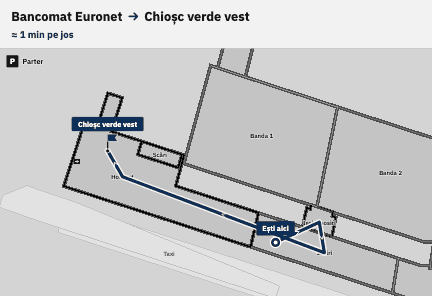 Bancomat Euronet → Chioșc verde vest
≈ 1 min pe jos
P Parter
Chioșc verde vest
Scări
Banda 1
Banda 2
Ești aici
Taxi